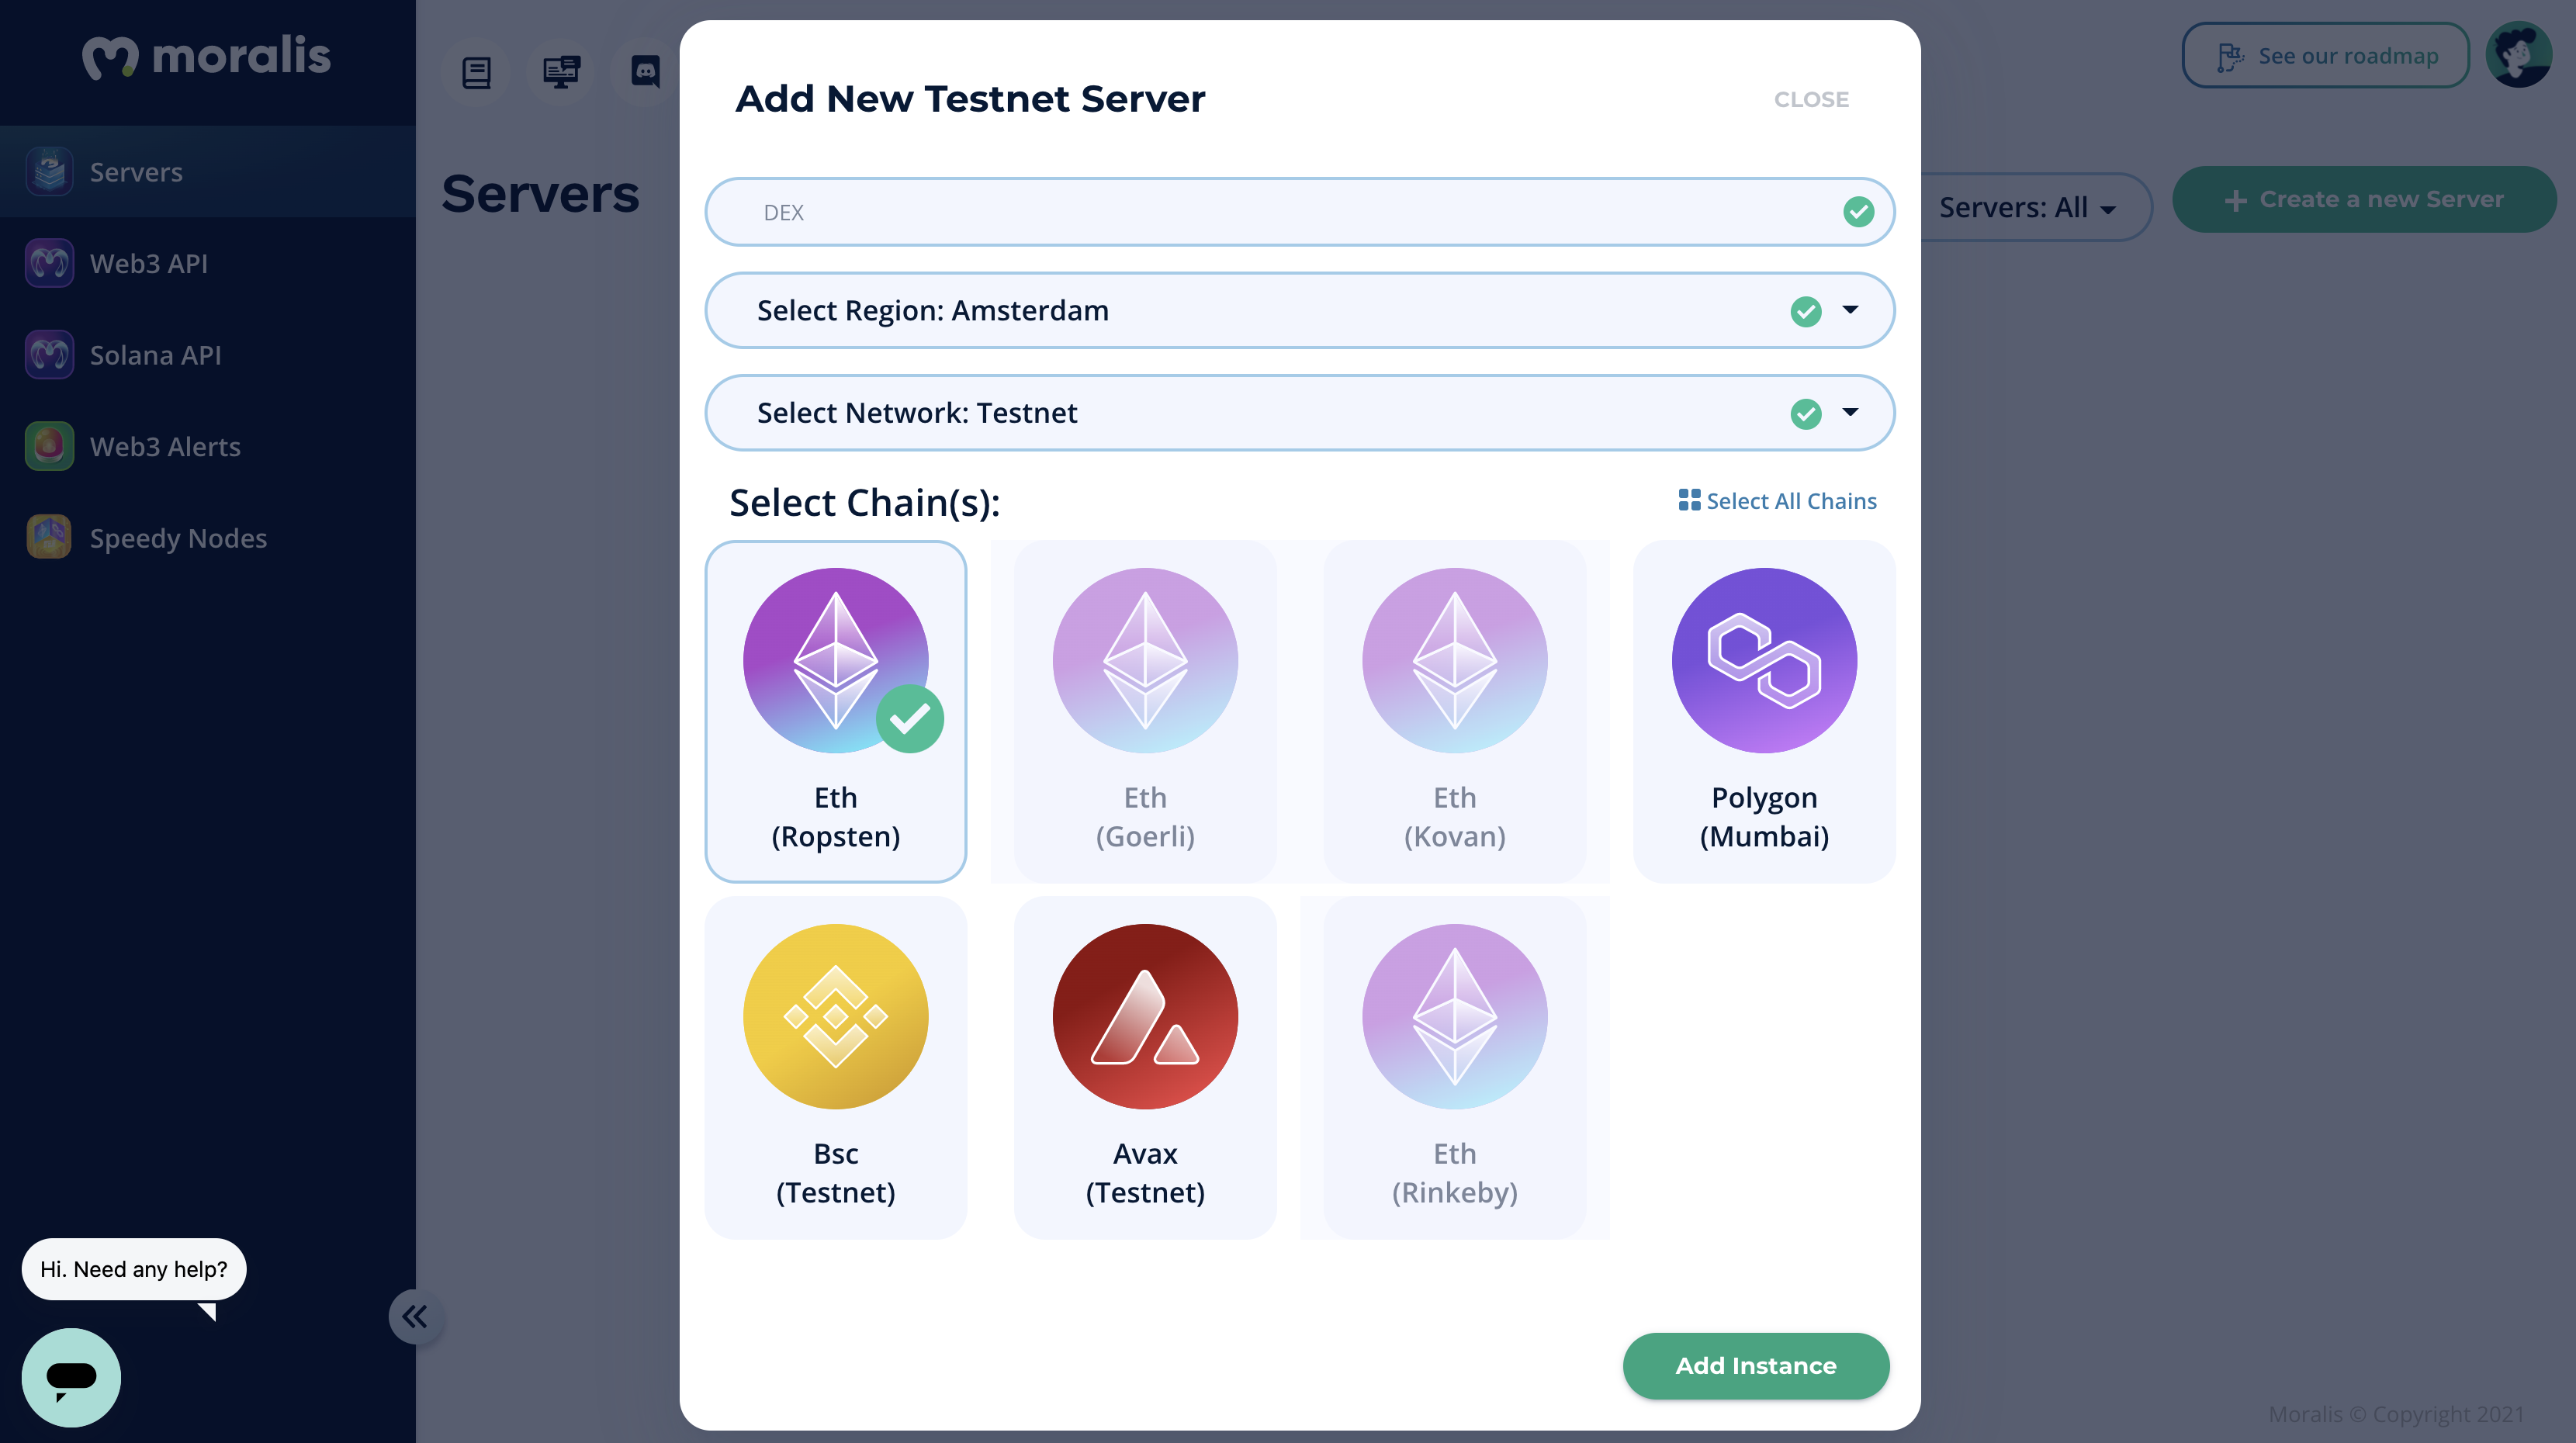 moralis
Servers
Web3 API
Solana API
Web3 Alerts
Speedy Nodes
Hi. Need any help?
Servers
See our roadmap
Servers: All
Create a new Server
Add New Testnet Server
CLOSE
DEX
Select Region: Amsterdam
Select Network: Testnet
Select Chain(s):
Select All Chains
Eth
(Ropsten)
Eth
(Goerli)
Eth
(Kovan)
Polygon
(Mumbai)
Bsc
(Testnet)
Avax
(Testnet)
Eth
(Rinkeby)
Add Instance
Moralis © Copyright 2021